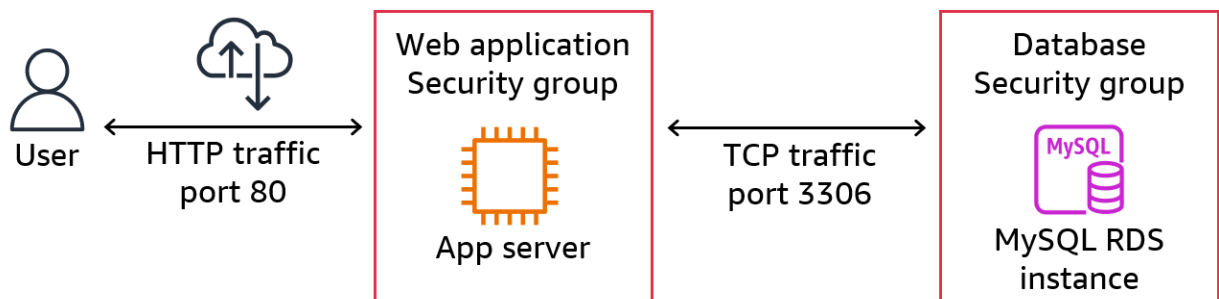 User
HTTP traffic
port 80
Web application
Security group
App server
TCP traffic
port 3306
Database
Security group
MySQL
MySQL RDS
instance